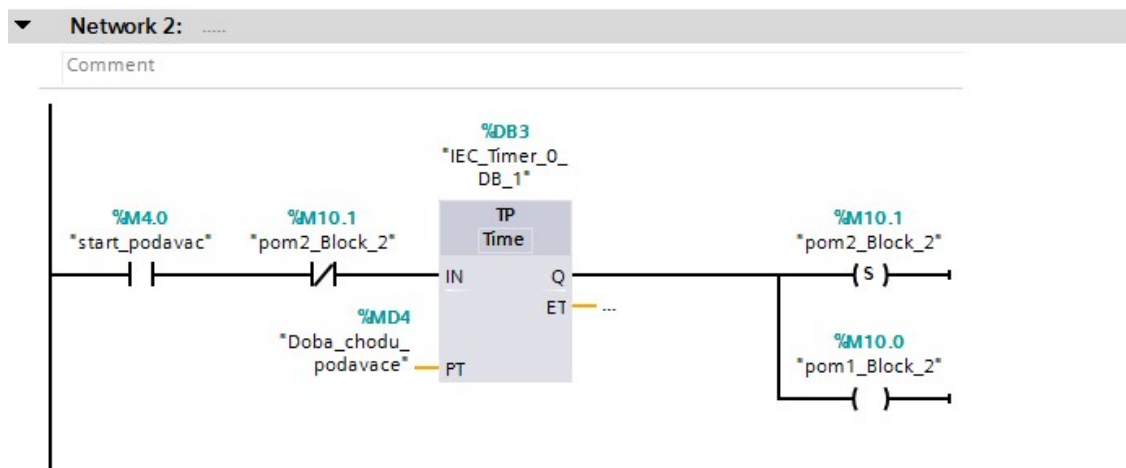 Network 2: .....
Comment
%DB3
"IEC_Timer_0_
DB_1"
%M4.0
"start_podavac"
%M10.1
"pom2_Block_2"
TP
Time
%M10.1
"pom2_Block_2"
( S )
IN
Q
ET
...
%MD4
"Doba_chodu_
podavace"
PT
%M10.0
"pom1_Block_2"